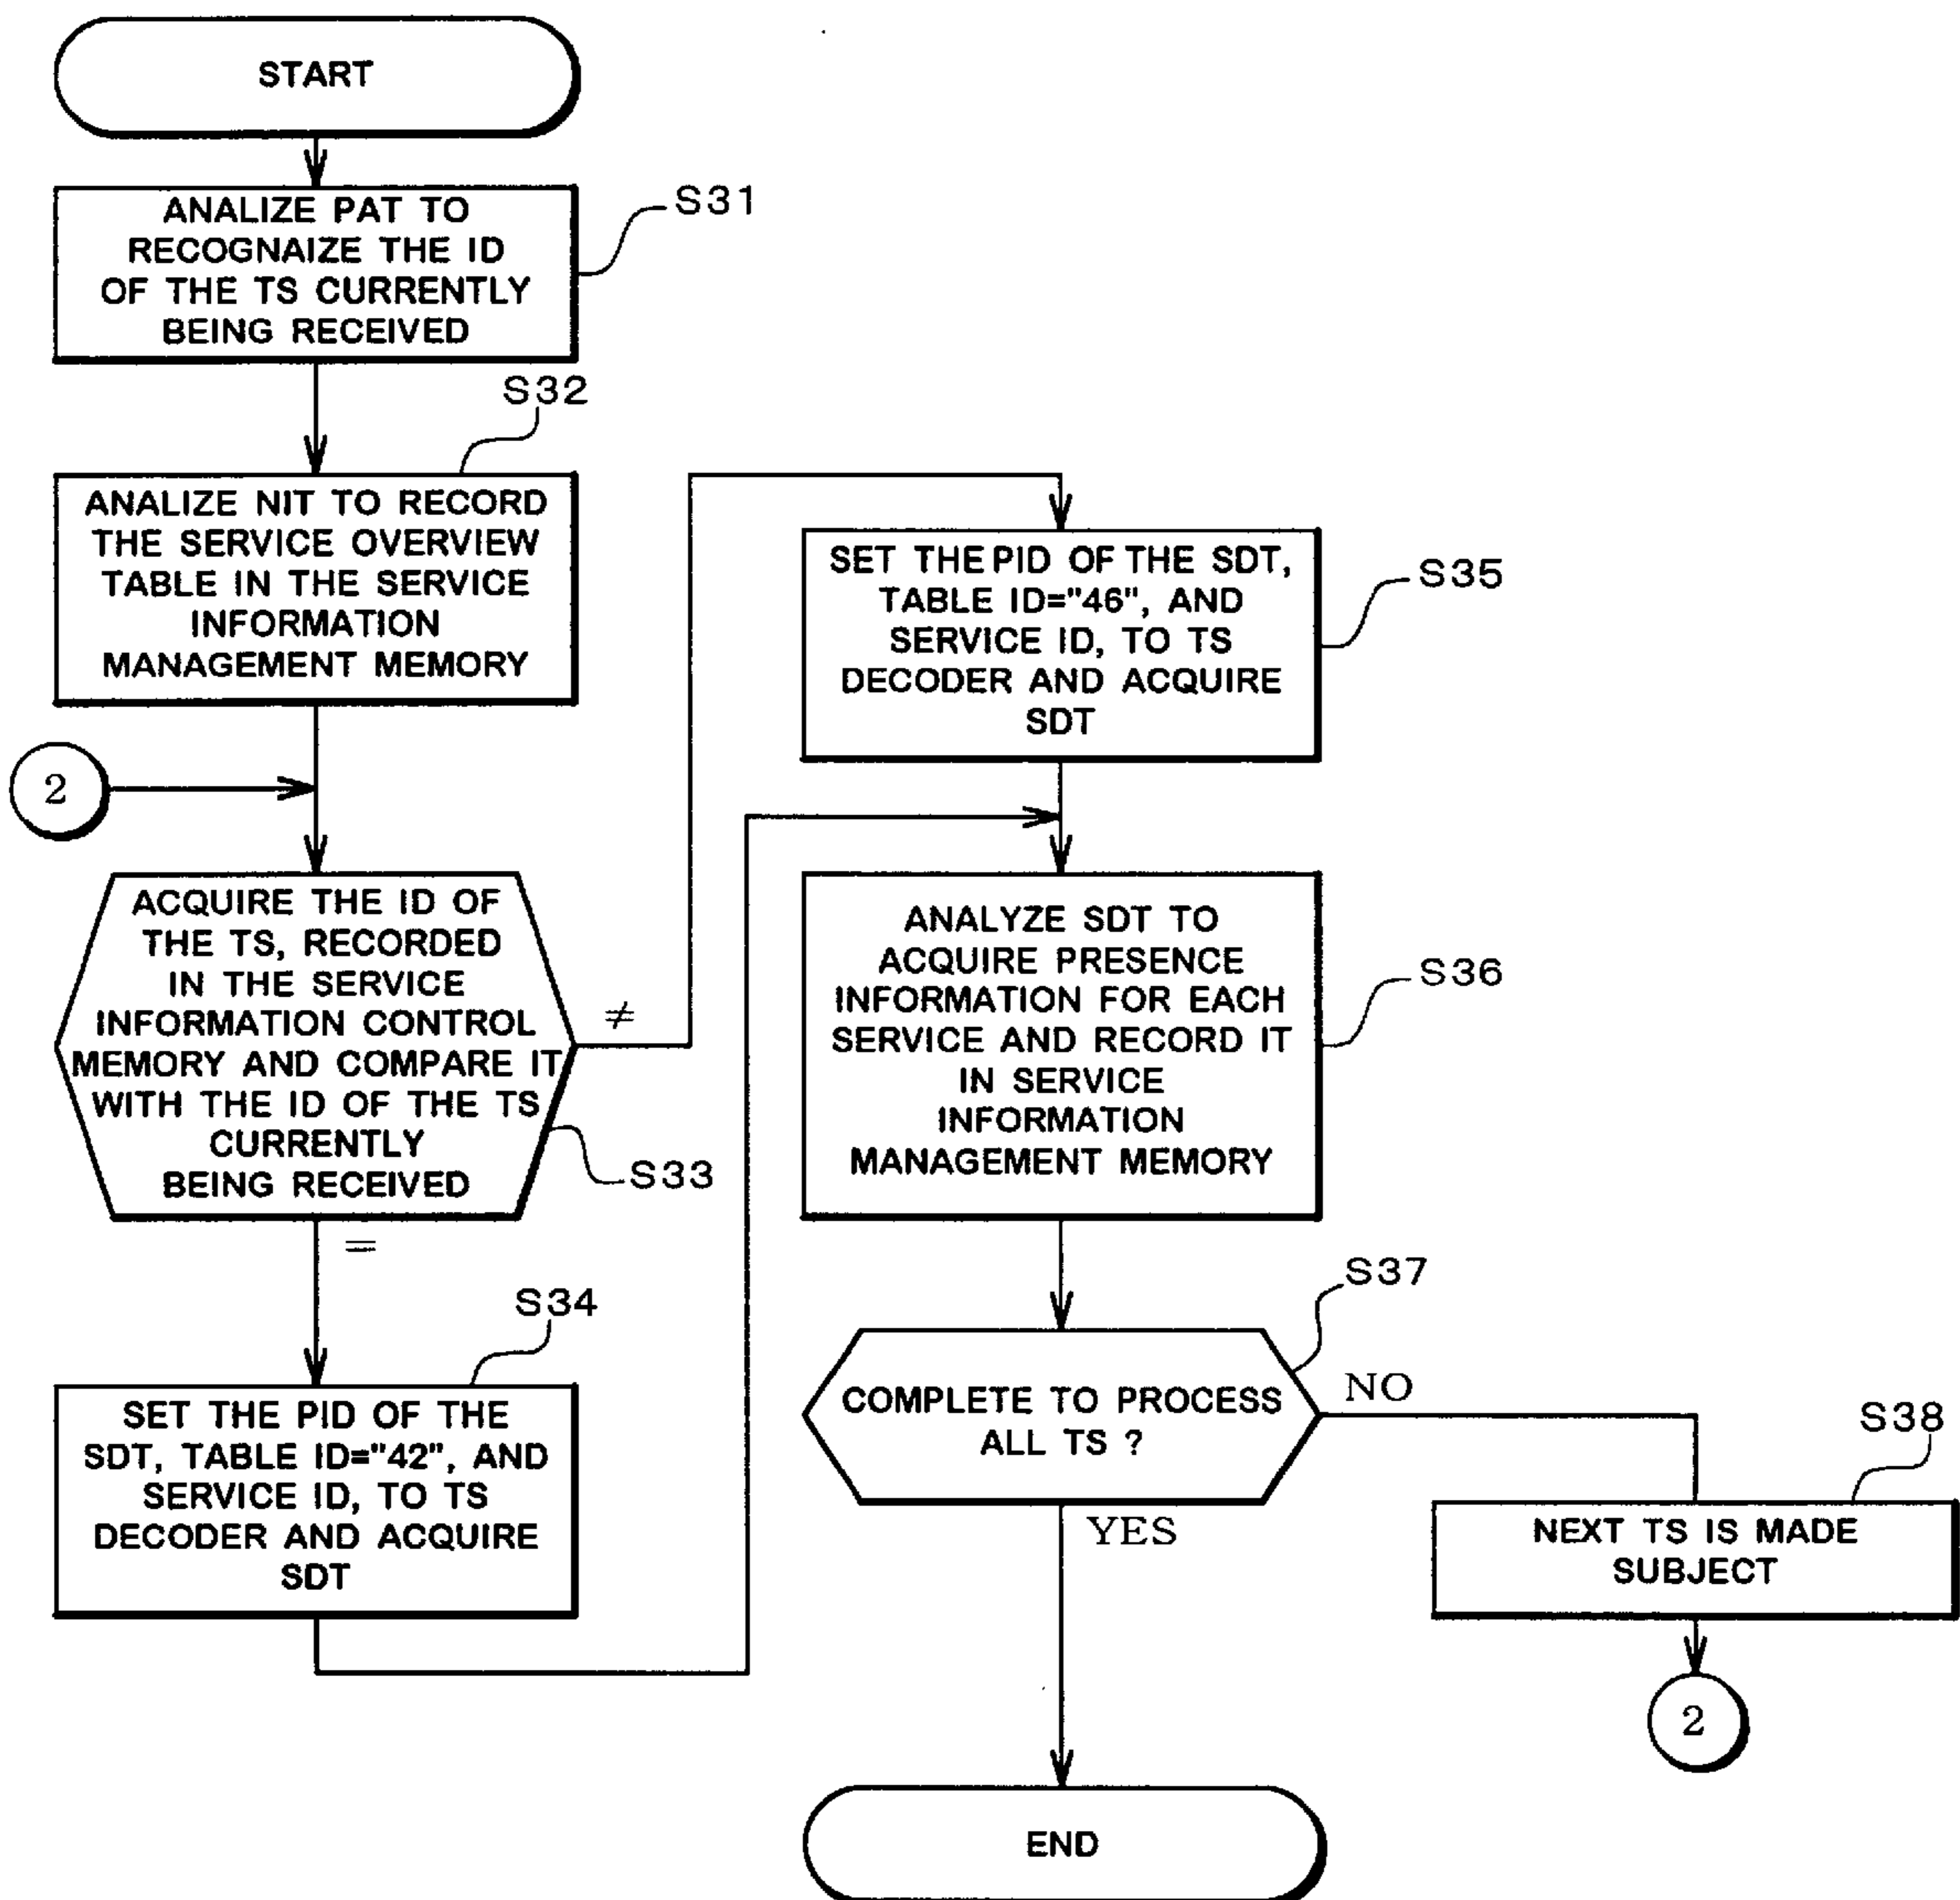 START
ANALIZE PAT TO
RECOGNAIZE THE ID
OF THE TS CURRENTLY
BEING RECEIVED
S31
S32
ANALIZE NIT TO RECORD
THE SERVICE OVERVIEW
TABLE IN THE SERVICE
INFORMATION
MANAGEMENT MEMORY
2
ACQUIRE THE ID OF
THE TS, RECORDED
IN THE SERVICE
INFORMATION CONTROL
MEMORY AND COMPARE IT
WITH THE ID OF THE TS
CURRENTLY
BEING RECEIVED
≠
S33
=
S34
SET THE PID OF THE
SDT, TABLE ID="42", AND
SERVICE ID, TO TS
DECODER AND ACQUIRE
SDT
SET THE PID OF THE SDT,
TABLE ID="46", AND
SERVICE ID, TO TS
DECODER AND ACQUIRE
SDT
S35
ANALYZE SDT TO
ACQUIRE PRESENCE
INFORMATION FOR EACH
SERVICE AND RECORD IT
IN SERVICE
INFORMATION
MANAGEMENT MEMORY
S36
S37
COMPLETE TO PROCESS
ALL TS ?
NO
YES
S38
NEXT TS IS MADE
SUBJECT
2
END